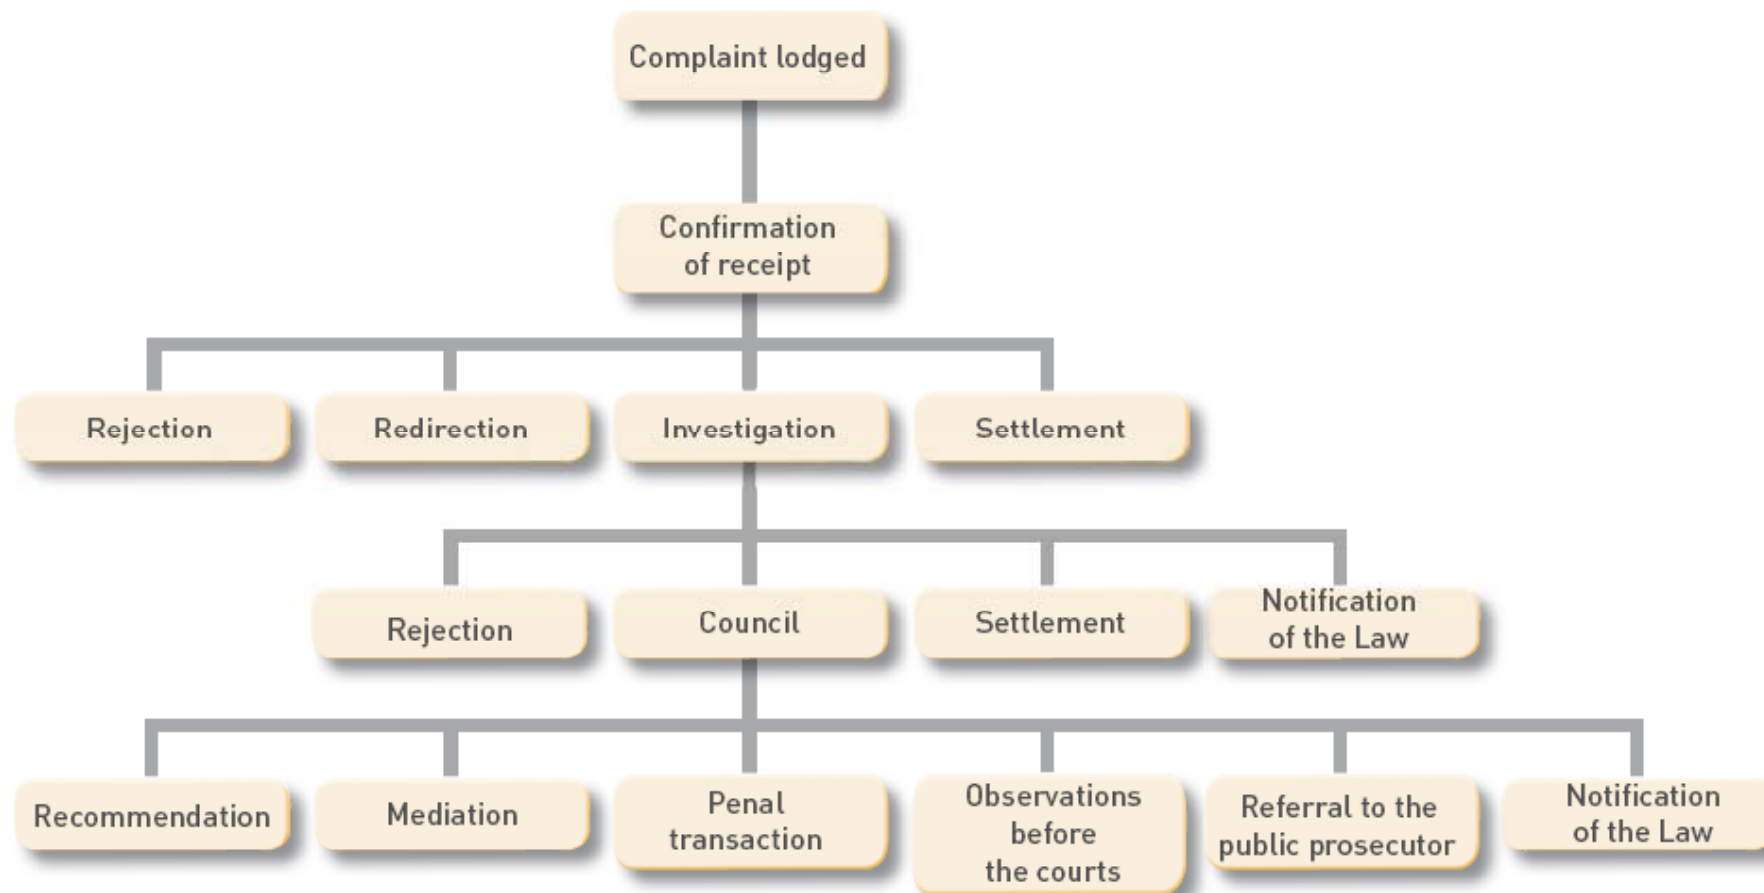 Complaint lodged
Confirmation
of receipt
Rejection
Redirection
Investigation
Settlement
Rejection
Council
Settlement
Notification
of the Law
Recommendation
Mediation
Penal
transaction
Observations
before
the courts
Referral to the
public prosecutor
Notification
of the Law